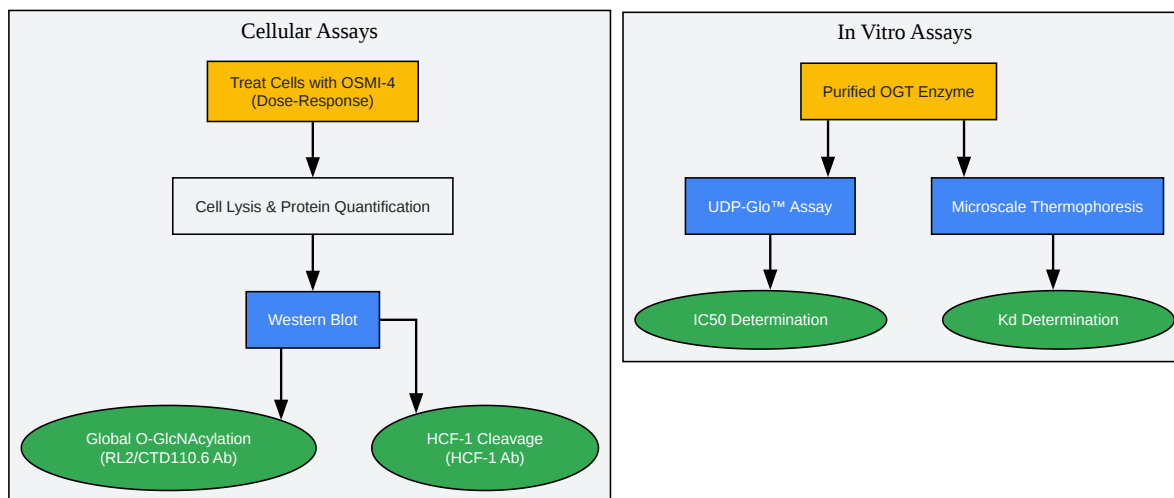 Cellular Assays
Treat Cells with OSMI-4
(Dose-Response)
Cell Lysis & Protein Quantification
Western Blot
Global O-GlcNAcylation
(RL2/CTD110.6 Ab)
HCF-1 Cleavage
(HCF-1 Ab)
In Vitro Assays
Purified OGT Enzyme
UDP-Glo™ Assay
Microscale Thermophoresis
IC50 Determination
Kd Determination